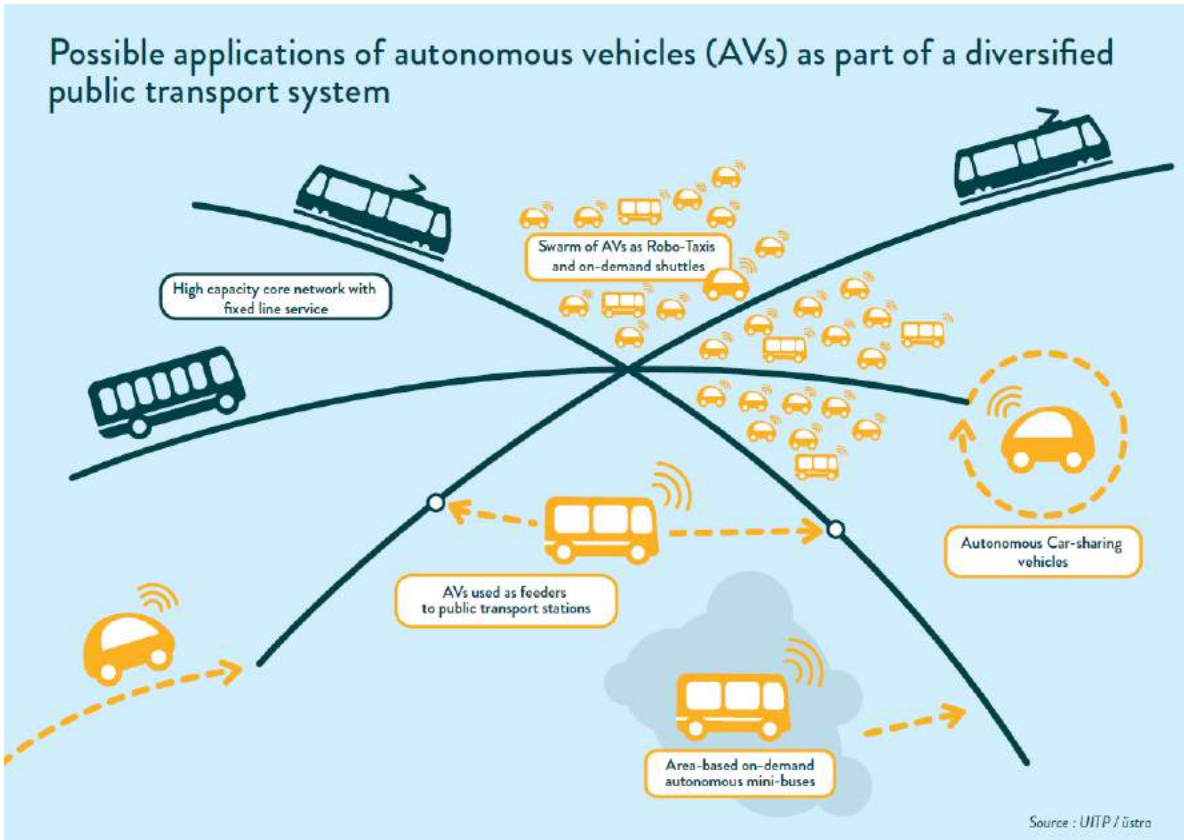 Possible applications of autonomous vehicles (AVs) as part of a diversified
public transport system
Swarm of AVs as Robo-Taxis
and on-demand shuttles
High capacity core network with
fixed line service
Autonomous Car-sharing
vehicles
AVs used as feeders
to public transport stations
Area-based on-demand
autonomous mini-buses
Source : UITP / üstra